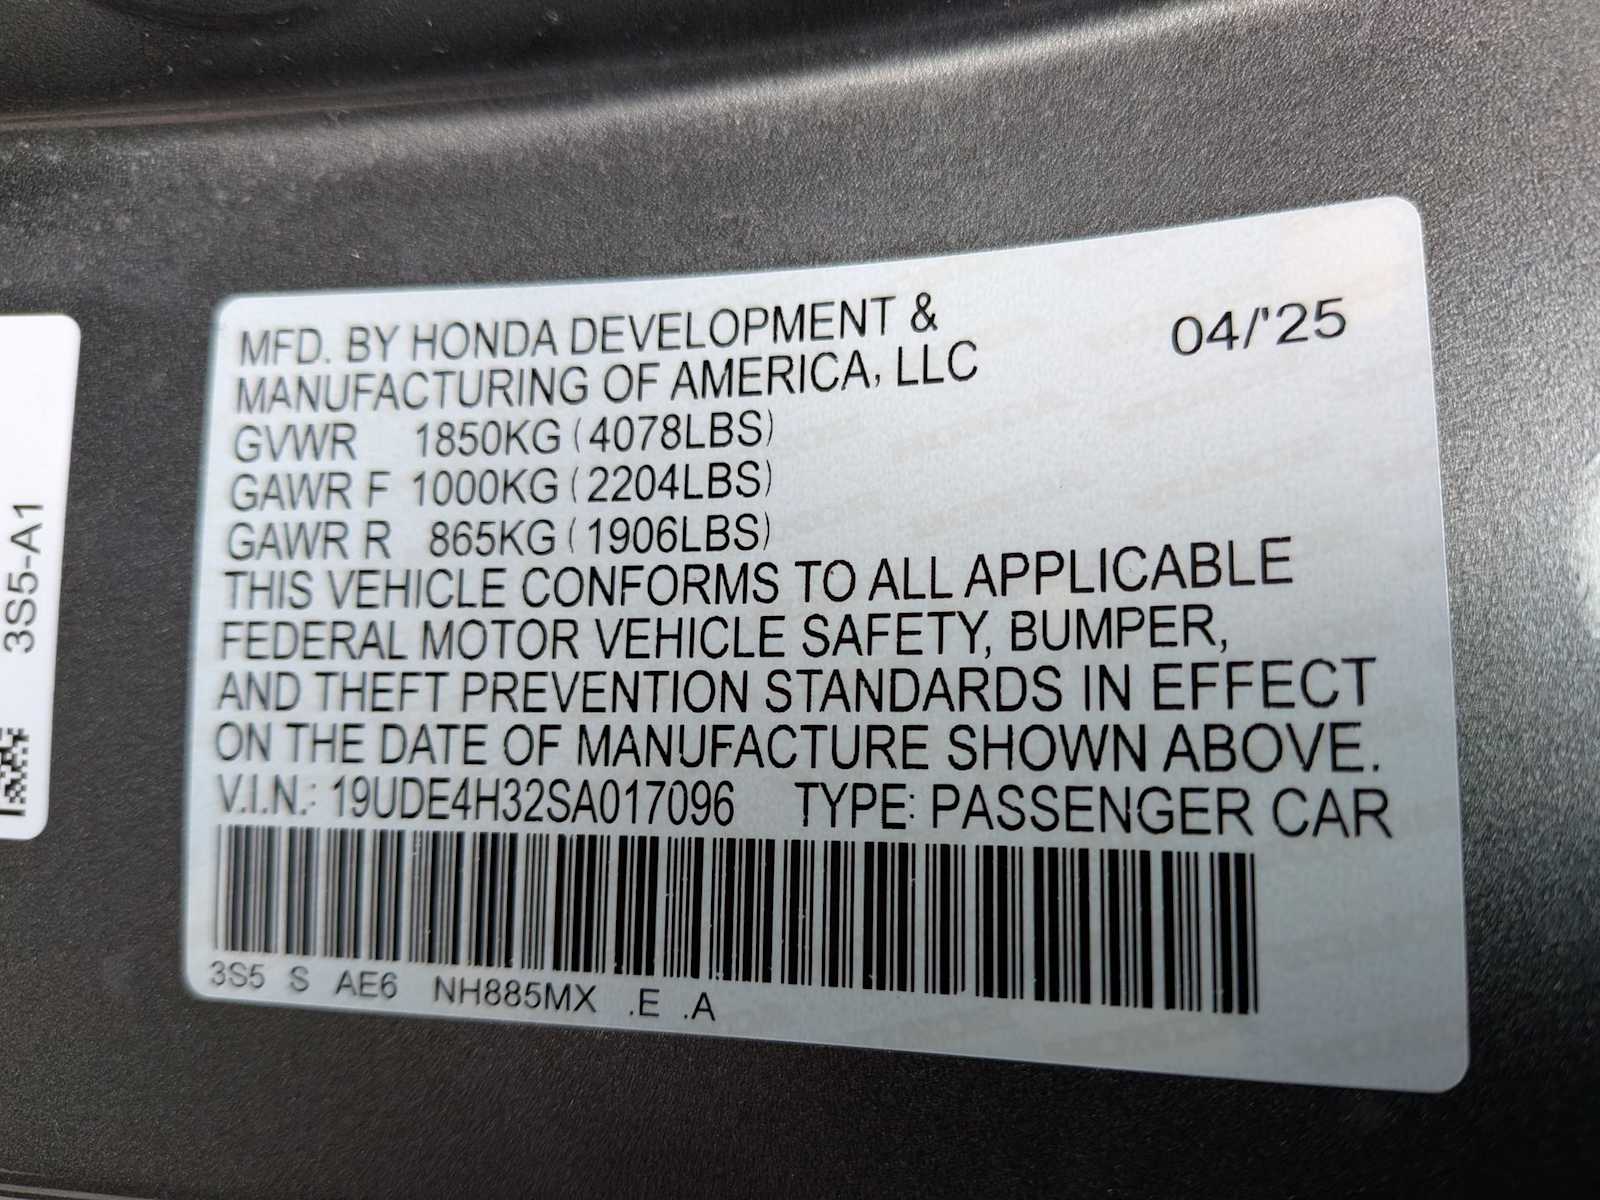 MFD. BY HONDA DEVELOPMENT &
MANUFACTURING OF AMERICA, LLC
04/'25
GVWR 1850KG (4078LBS)
GAWR F 1000KG (2204LBS)
GAWR R 865KG (1906LBS)
THIS VEHICLE CONFORMS TO ALL APPLICABLE
FEDERAL MOTOR VEHICLE SAFETY, BUMPER,
AND THEFT PREVENTION STANDARDS IN EFFECT
ON THE DATE OF MANUFACTURE SHOWN ABOVE.
V.I.N.: 19UDE4H32SA017096 TYPE: PASSENGER CAR
3S5 S AE6 NH885MX .E .A
3S5-A1